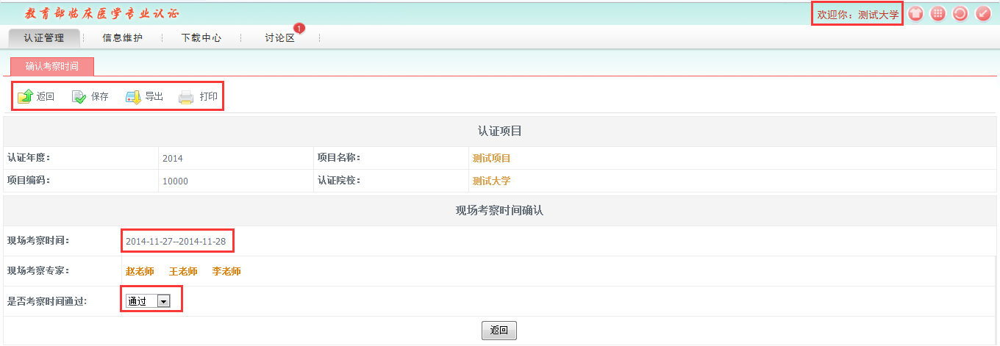 教育部临床医学专业认证 欢迎你：测试大学
认证管理 信息维护 下载中心 讨论区 1
确认考察时间
返回 保存 导出 打印
认证项目
认证年度： 2014 项目名称： 测试项目
项目编码： 10000 认证院校： 测试大学
现场考察时间确认
现场考察时间： 2014-11-27--2014-11-28
现场考察专家： 赵老师 王老师 李老师
是否考察时间通过: 通过
返回